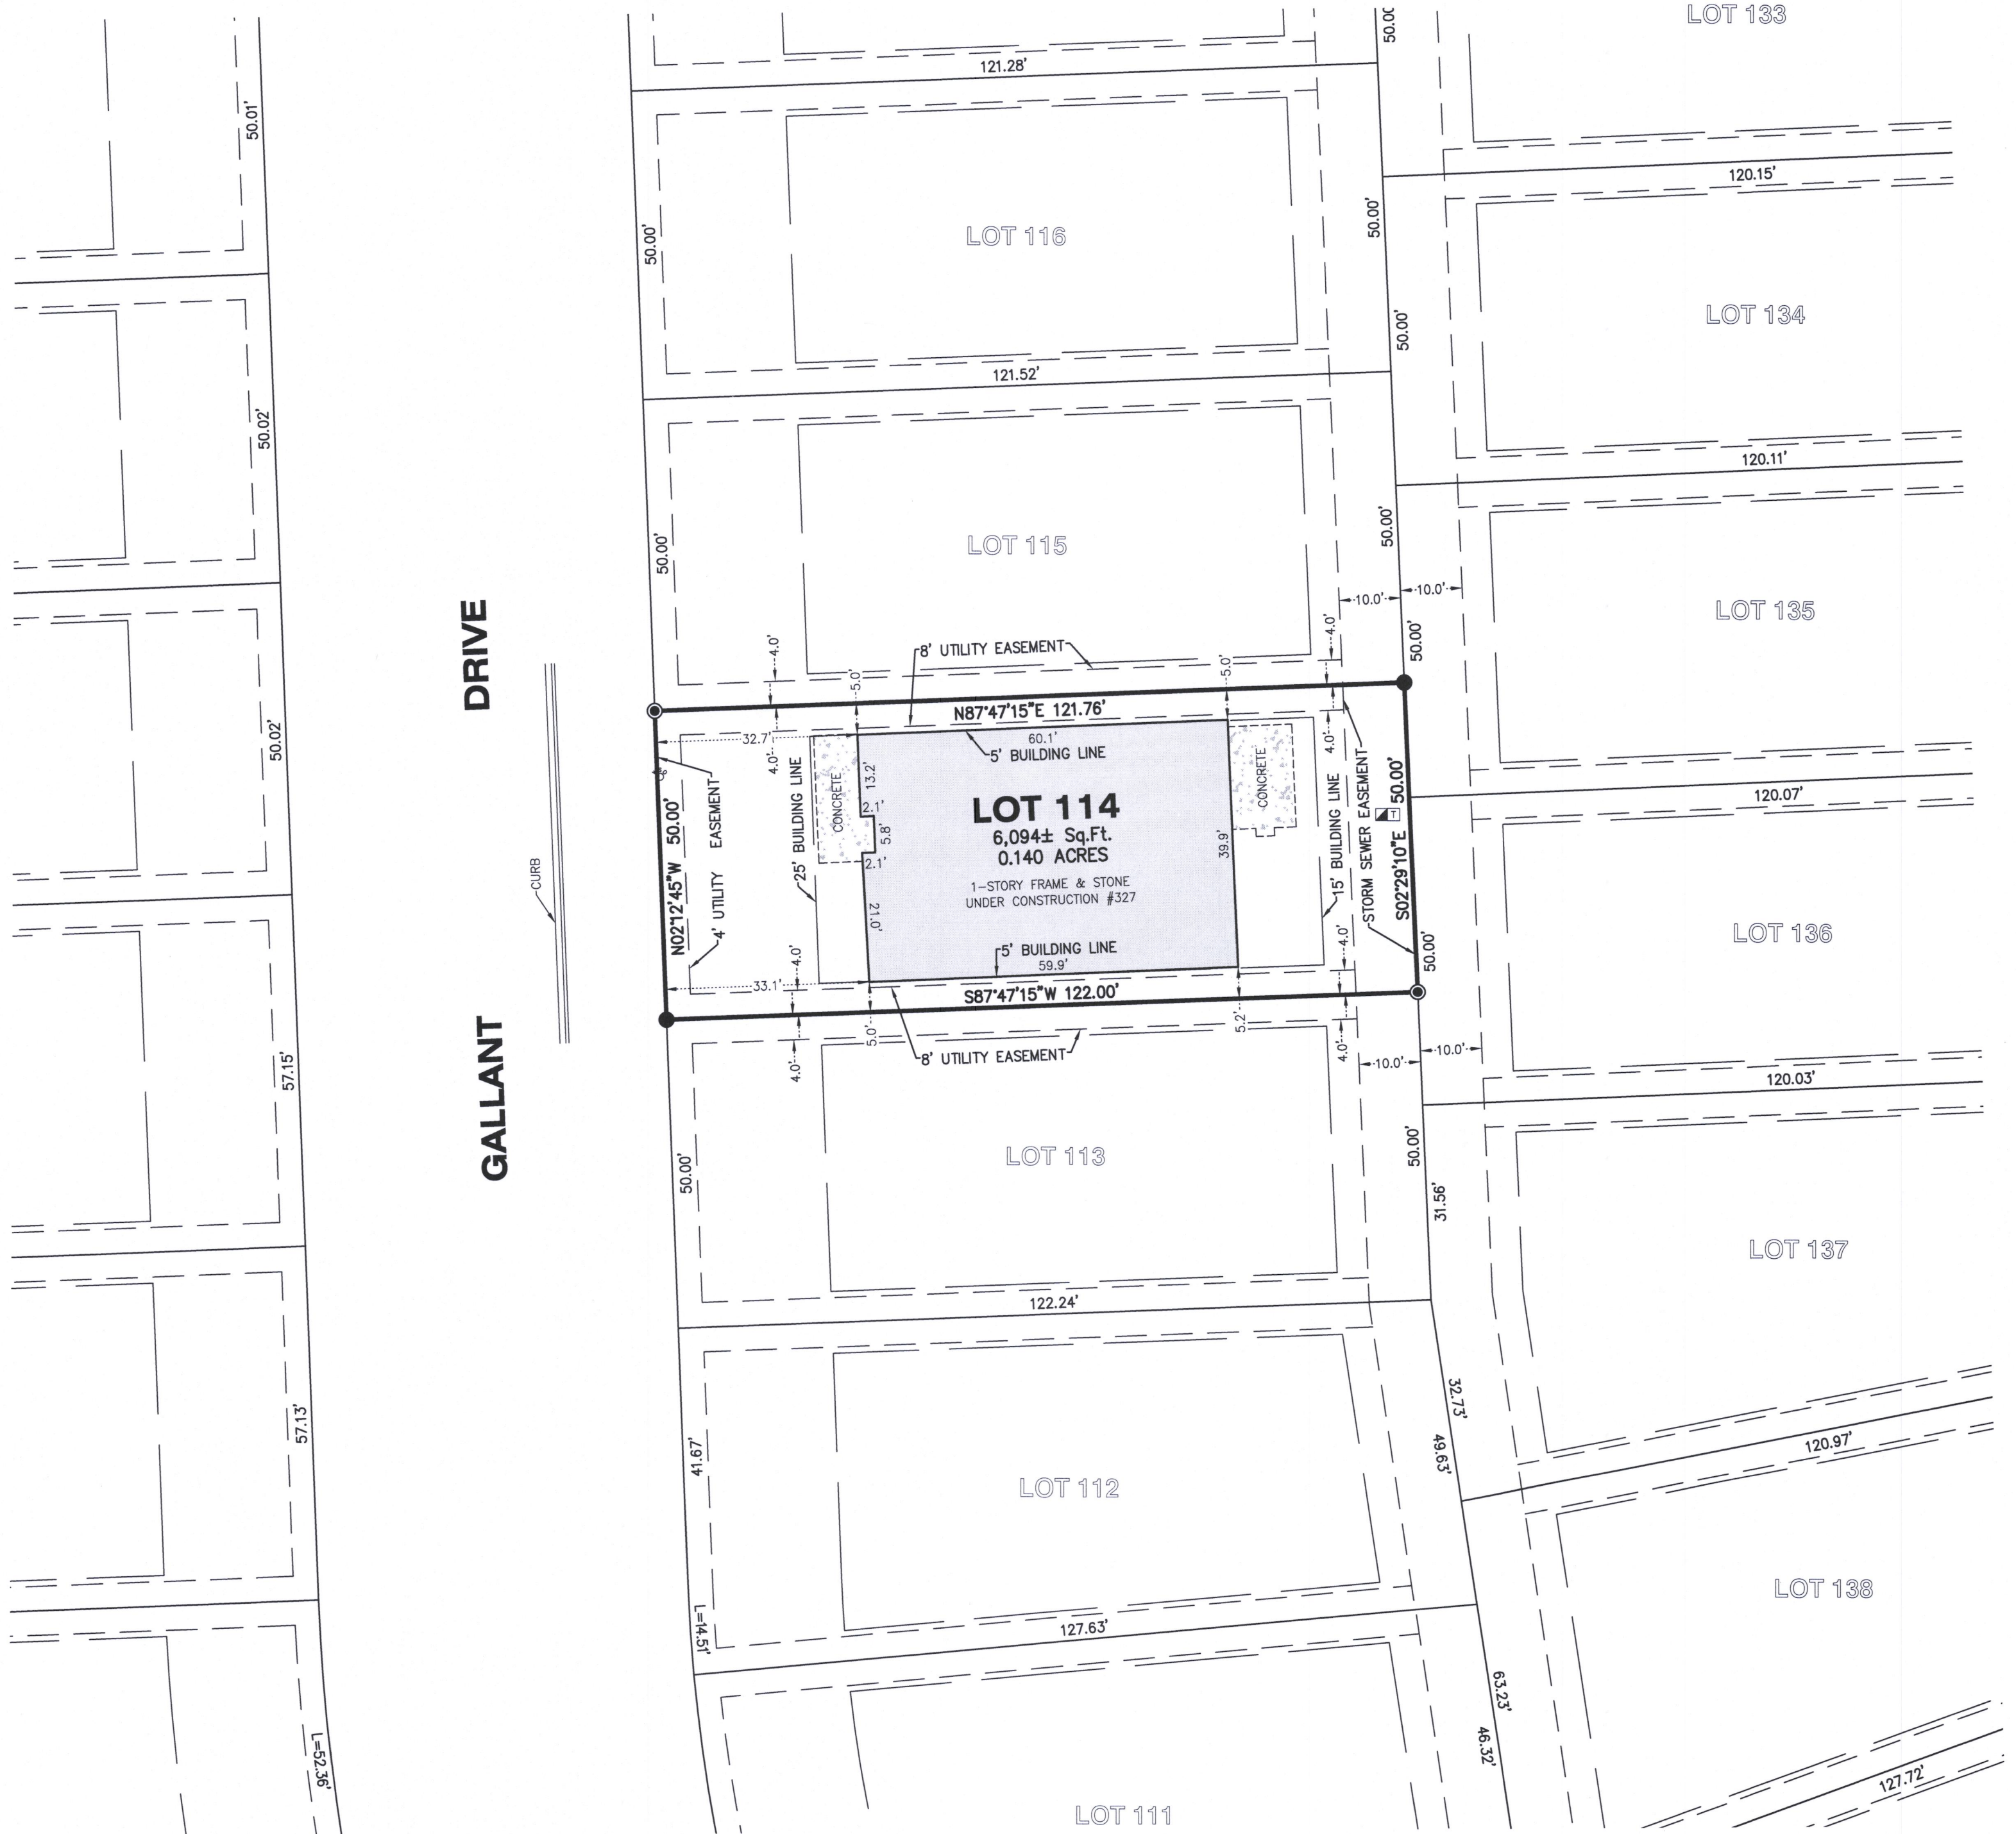 LOT 133
50.00'
121.28'
50.01'
120.15'
50.00'
50.00'
LOT 116
LOT 134
50.00'
121.52'
50.02'
120.11'
50.00'
50.00'
LOT 115
-10.0'-
-10.0'-
LOT 135
50.00'
DRIVE
4.0'
8' UTILITY EASEMENT
4.0'
5.0'
5.0'
N87°47'15"E 121.76'
32.7'
4.0'
60.1'
5' BUILDING LINE
4.0'
50.02'
13.2'
2.1'
5.8'
2.1'
21.0'
CONCRETE
CONCRETE
25' BUILDING LINE
4' UTILITY EASEMENT
N02°12'45"W 50.00'
LOT 114
6,094± Sq.Ft.
0.140 ACRES
1-STORY FRAME & STONE
UNDER CONSTRUCTION #327
39.9'
15' BUILDING LINE
STORM SEWER EASEMENT
T
S02°29'10"E 50.00'
120.07'
CURB
LOT 136
50.00'
5' BUILDING LINE
59.9'
4.0'
4.0'
33.1'
S87°47'15"W 122.00'
5.0'
5.2'
4.0'
8' UTILITY EASEMENT
4.0'
-10.0'-
-10.0'-
57.15'
120.03'
GALLANT
50.00'
LOT 113
50.00'
31.56'
LOT 137
122.24'
57.13'
41.67'
32.73'
49.63'
120.97'
LOT 112
LOT 138
L=14.51'
127.63'
63.23'
46.32'
L=52.36'
127.72'
LOT 111